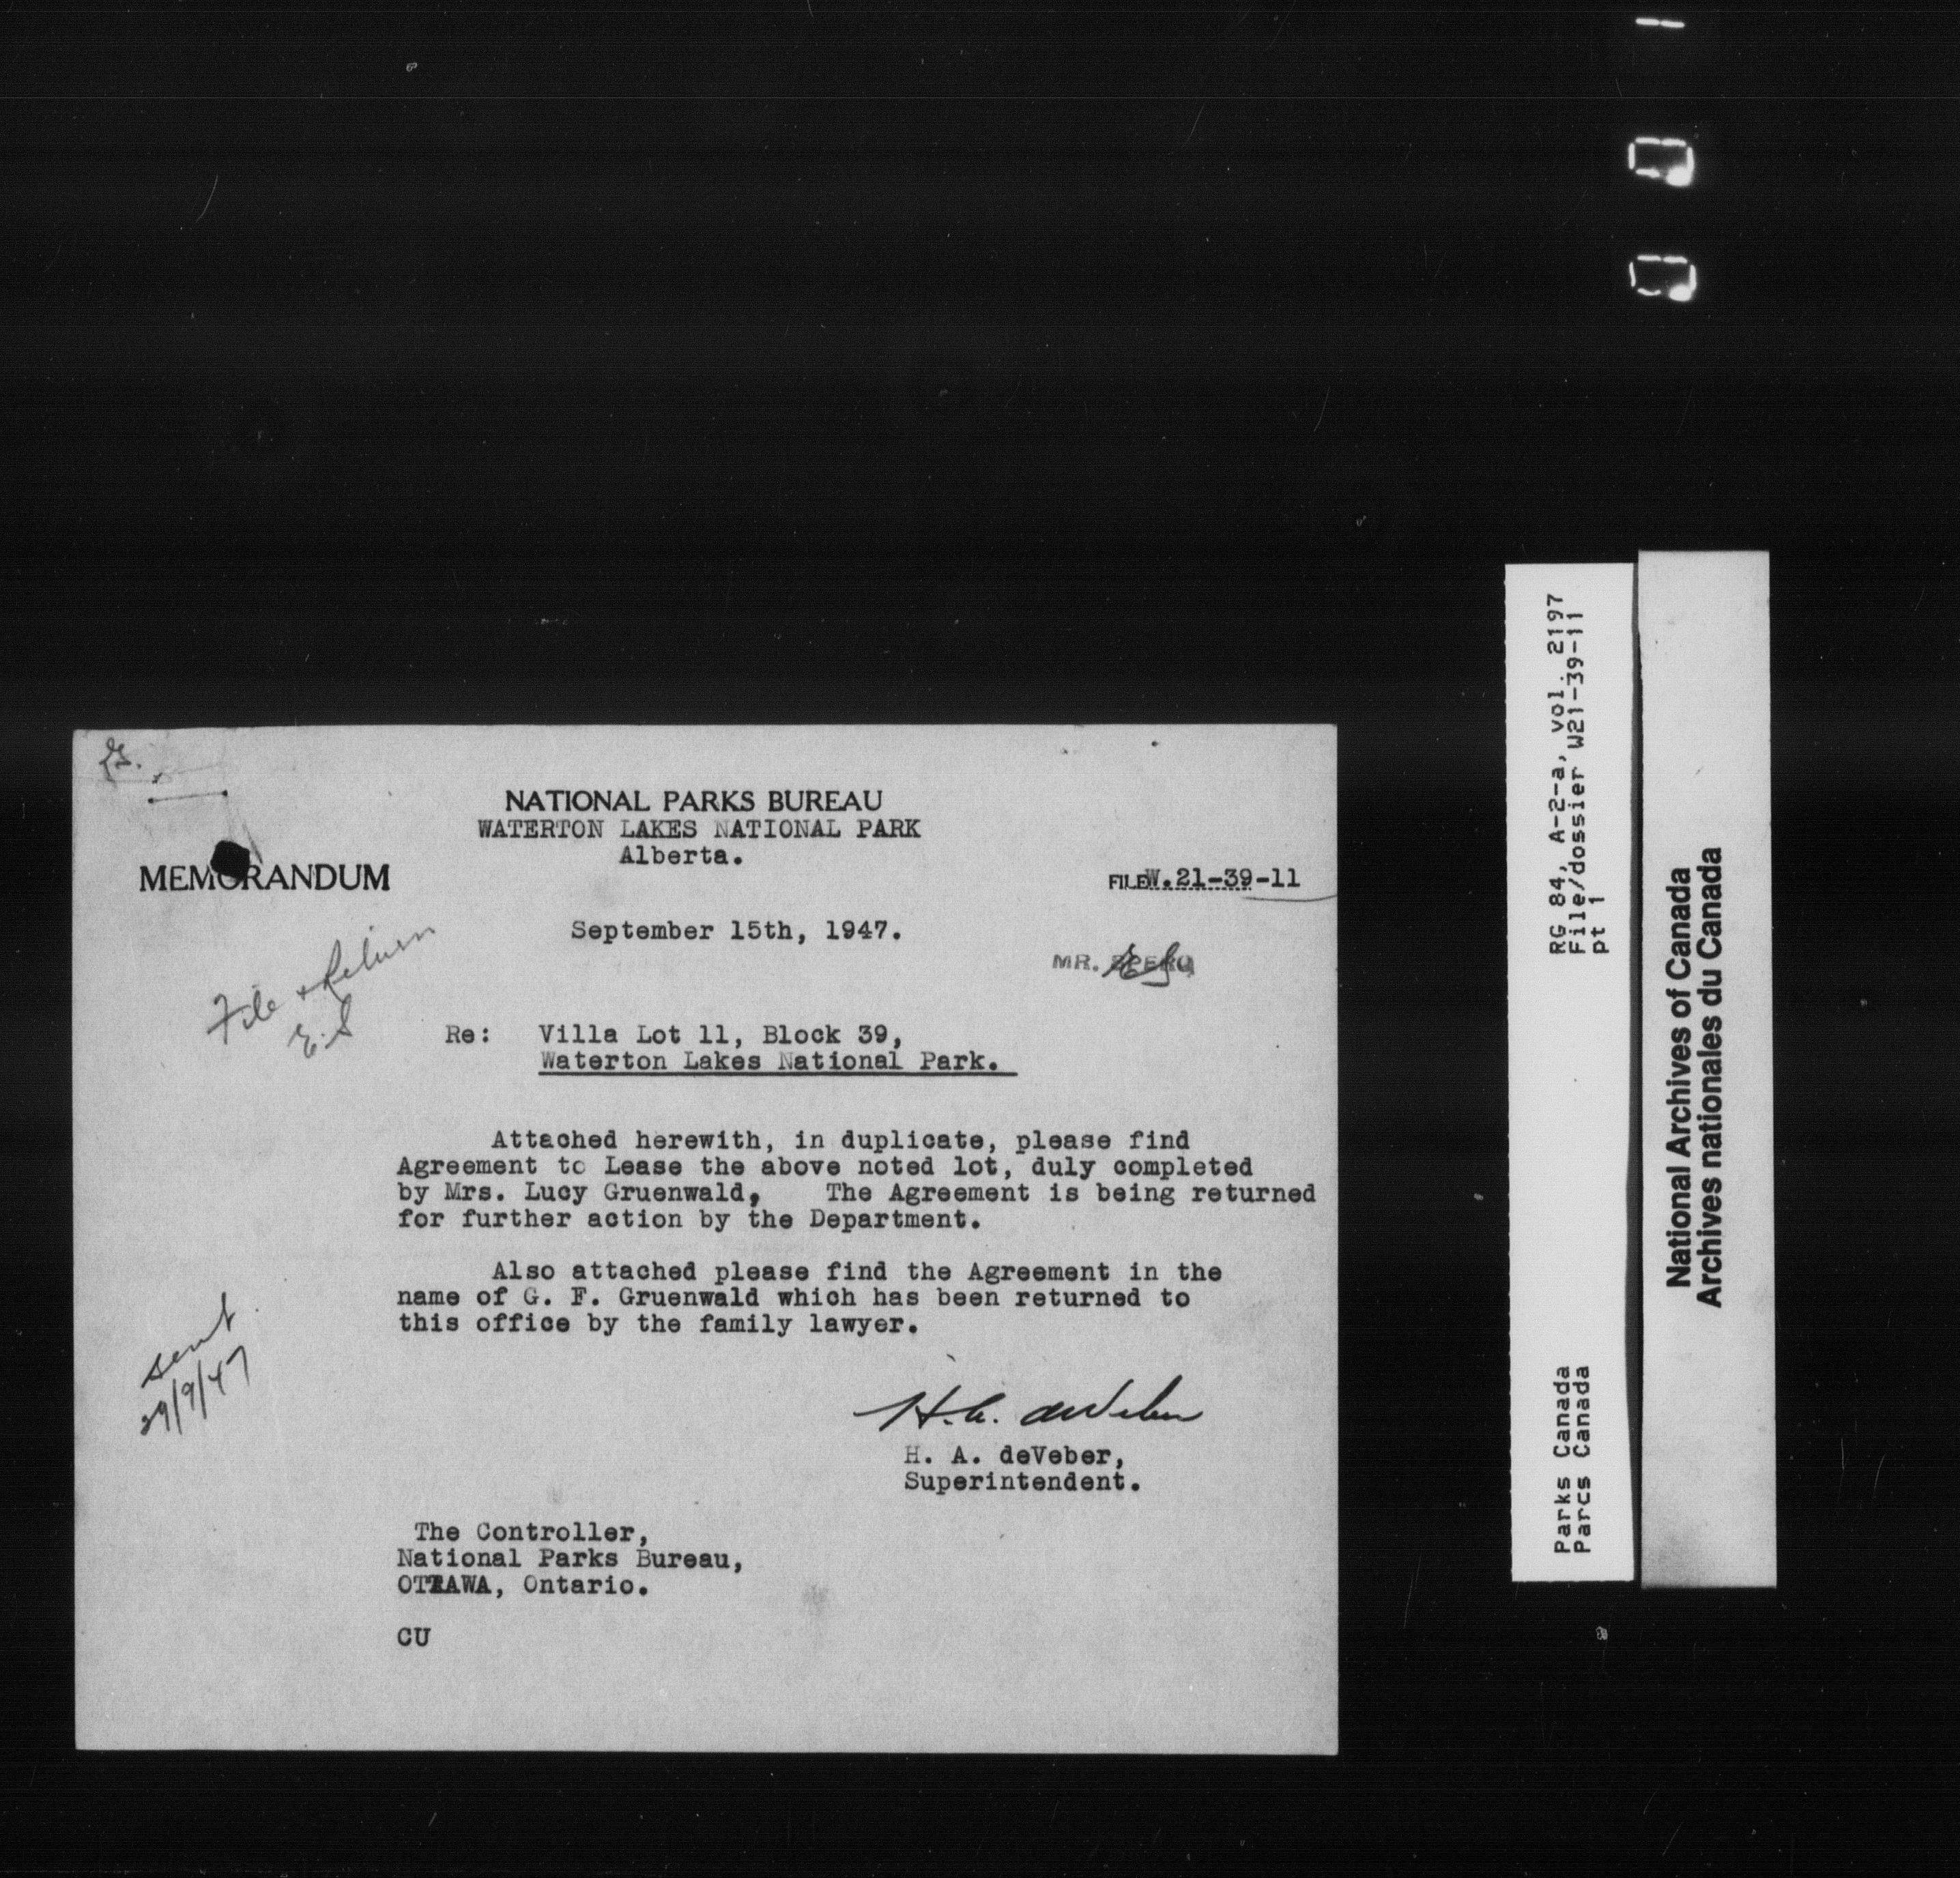 NATIONAL PARKS BUREAU
WATERTON LAKES NATIONAL PARK
Alberta.
MEMORANDUM
FILE W.21-39-11
September 15th, 1947.
MR. SPERO
File & Return
E.S
Re: Villa Lot 11, Block 39,
Waterton Lakes National Park.
Attached herewith, in duplicate, please find
Agreement to Lease the above noted lot, duly completed
by Mrs. Lucy Gruenwald, The Agreement is being returned
for further action by the Department.
Also attached please find the Agreement in the
name of G. F. Gruenwald which has been returned to
this office by the family lawyer.
sent
29/9/47
H. A. deVeber
H. A. deVeber,
Superintendent.
The Controller,
National Parks Bureau,
OTTAWA, Ontario.
CU
RG 84, A-2-a, vol. 2197
File/dossier W21-39-11
pt 1
Parks Canada
Parcs Canada
National Archives of Canada
Archives nationales du Canada